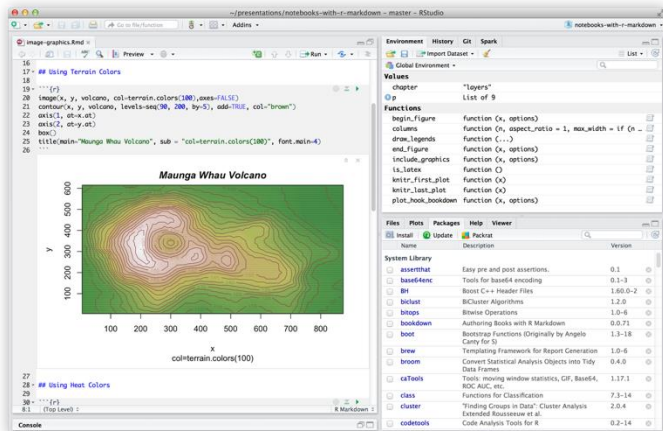 ~/presentations/notebooks-with-r-markdown - master - RStudio
Go to file/function
Addins
notebooks-with-r-markdown
image-graphics.Rmd
Preview
Run
16
17 ## Using Terrain Colors
18
19 ```{r}
20 image(x, y, volcano, col=terrain.colors(100),axes=FALSE)
21 contour(x, y, volcano, levels=seq(90, 200, by=5), add=TRUE, col="brown")
22 axis(1, at=x.at)
23 axis(2, at=y.at)
24 box()
25 title(main="Maunga Whau Volcano", sub = "col=terrain.colors(100)", font.main=4)
26 ```
Maunga Whau Volcano
y
600
500
400
300
200
100
100 200 300 400 500 600 700 800
x
col=terrain.colors(100)
27
28 ## Using Heat Colors
29
30 ```{r}
8:1 (Top Level) R Markdown
Console
Environment History Git Spark
Import Dataset List
Global Environment
Values
chapter "layers"
p List of 9
Functions
begin_figure function (x, options)
columns function (n, aspect_ratio = 1, max_width = if (n …
draw_legends function (...)
end_figure function (x, options)
include_graphics function (x, options)
is_latex function ()
knitr_first_plot function (x)
knitr_last_plot function (x)
plot_hook_bookdown function (x, options)
Files Plots Packages Help Viewer
Install Update Packrat
Name Description Version
System Library
assertthat Easy pre and post assertions. 0.1
base64enc Tools for base64 encoding 0.1-3
BH Boost C++ Header Files 1.60.0-2
biclust BiCluster Algorithms 1.2.0
bitops Bitwise Operations 1.0-6
bookdown Authoring Books with R Markdown 0.0.71
boot Bootstrap Functions (Originally by Angelo Canty for S) 1.3-18
brew Templating Framework for Report Generation 1.0-6
broom Convert Statistical Analysis Objects into Tidy Data Frames 0.4.0
caTools Tools: moving window statistics, GIF, Base64, ROC AUC, etc. 1.17.1
class Functions for Classification 7.3-14
cluster "Finding Groups in Data": Cluster Analysis Extended Rousseeuw et al. 2.0.4
codetools Code Analysis Tools for R 0.2-14